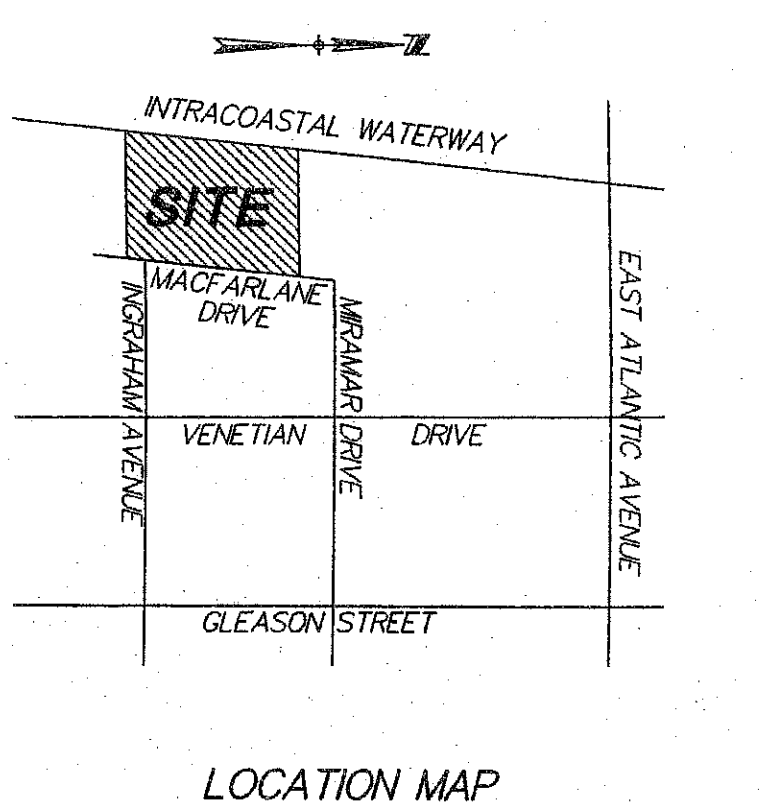 N
INTRACOASTAL WATERWAY
SITE
MACFARLANE
DRIVE
INGRAHAM AVENUE
MIRAMAR DRIVE
EAST ATLANTIC AVENUE
VENETIAN DRIVE
GLEASON STREET
LOCATION MAP